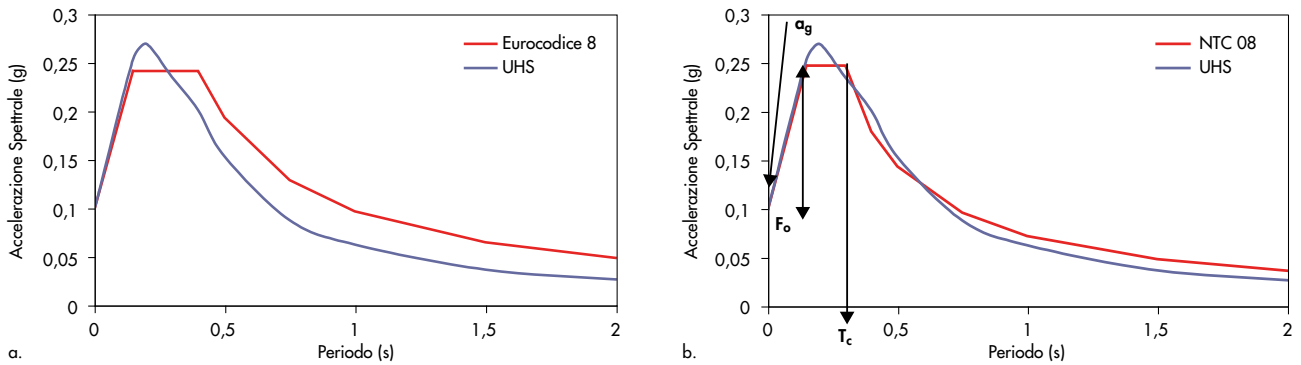 0,3
0,25
0,2
0,15
0,1
0,05
0
Accelerazione Spettrale (g)
Eurocodice 8
UHS
0 0,5 1 1,5 2
Periodo (s)
a.
0,3
0,25
0,2
0,15
0,1
0,05
0
Accelerazione Spettrale (g)
ag
Fo
Tc
NTC 08
UHS
0 0,5 1 1,5 2
Periodo (s)
b.